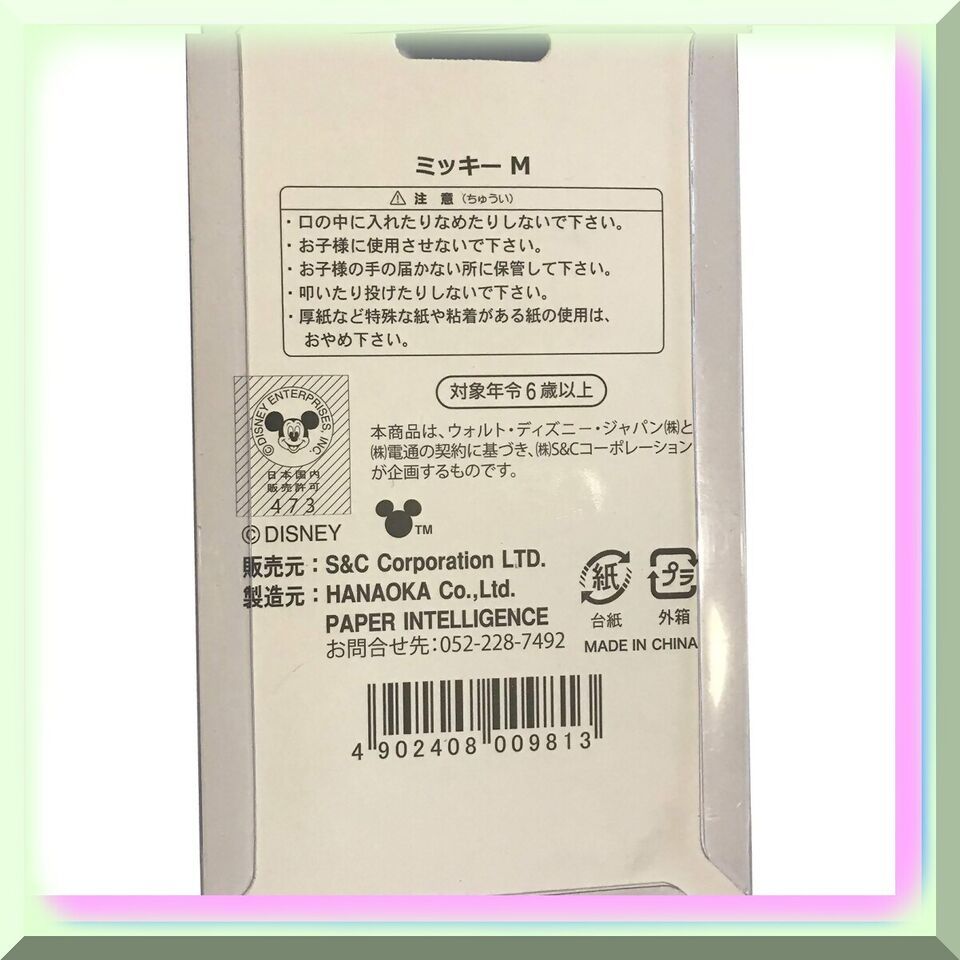 ミッキー M
⚠ 注 意 (ちゅうい)
・口の中に入れたりなめたりしないで下さい。
・お子様に使用させないで下さい。
・お子様の手の届かない所に保管して下さい。
・叩いたり投げたりしないで下さい。
・厚紙など特殊な紙や粘着がある紙の使用は、
おやめ下さい。
対象年令6歳以上
本商品は、ウォルト・ディズニー・ジャパン㈱と
㈱電通の契約に基づき、㈱S&Cコーポレーション
が企画するものです。
©DISNEY ENTERPRISES, INC
日本国内
販売許可
473
©DISNEY
TM
販売元:S&C Corporation LTD.
製造元:HANAOKA Co.,Ltd.
PAPER INTELLIGENCE
お問合せ先:052-228-7492
紙
台紙
プラ
外箱
MADE IN CHINA
4 902408 009813